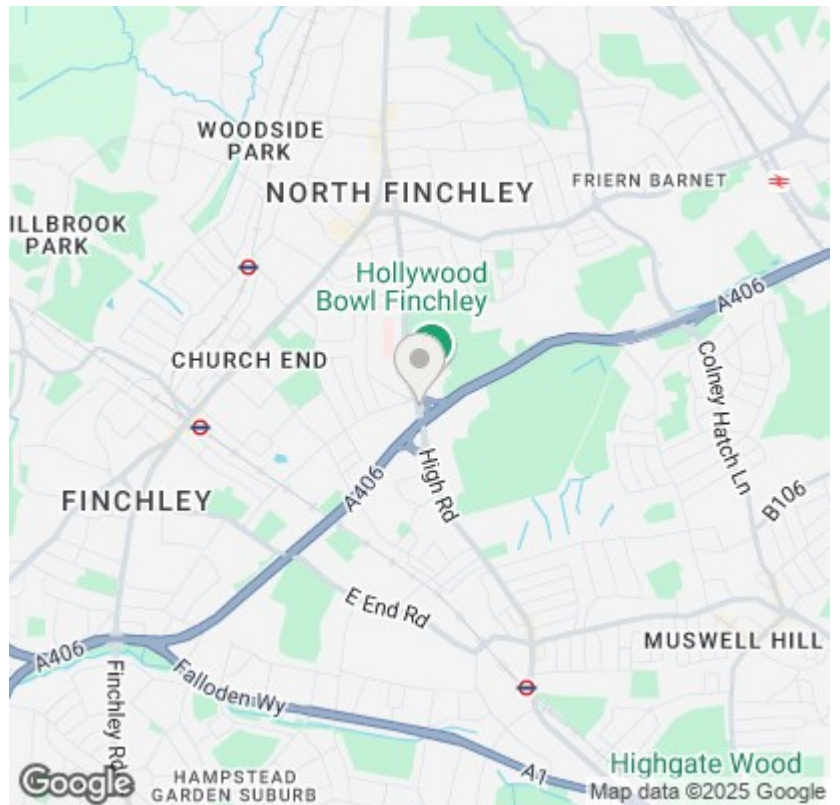 WOODSIDE
PARK
NORTH FINCHLEY
FRIERN BARNET
ILLBROOK
PARK
Hollywood
Bowl Finchley
A406
CHURCH END
Colney Hatch Ln
High Rd
A406
FINCHLEY
B106
E End Rd
MUSWELL HILL
A406
Finchley Rd
Falloden Wy
A1
Highgate Wood
HAMPSTEAD
GARDEN SUBURB
Google
Map data ©2025 Google